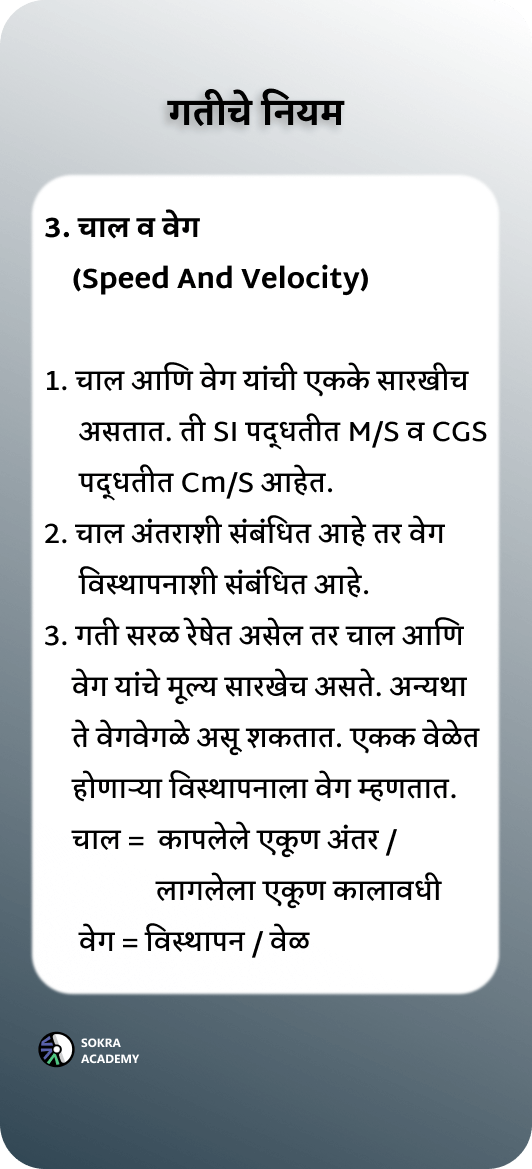 गतीचे नियम
3. चाल व वेग
(Speed And Velocity)
1. चाल आणि वेग यांची एकके सारखीच
असतात. ती SI पद्धतीत M/S व CGS
पद्धतीत Cm/S आहेत.
2. चाल अंतराशी संबंधित आहे तर वेग
विस्थापनाशी संबंधित आहे.
3. गती सरळ रेषेत असेल तर चाल आणि
वेग यांचे मूल्य सारखेच असते. अन्यथा
ते वेगवेगळे असू शकतात. एकक वेळेत
होणाऱ्या विस्थापनाला वेग म्हणतात.
चाल = कापलेले एकूण अंतर /
लागलेला एकूण कालावधी
वेग = विस्थापन / वेळ
SOKRA
ACADEMY